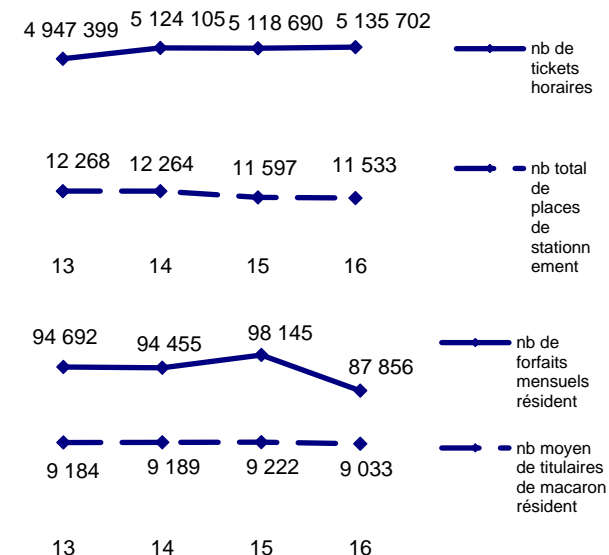 4 947 399 5 124 105 5 118 690 5 135 702
nb de
tickets
horaires
12 268 12 264 11 597 11 533
nb total
de
places
de
stationn
ement
13 14 15 16
94 692 94 455 98 145 87 856
nb de
forfaits
mensuels
résident
9 184 9 189 9 222 9 033
nb moyen
de titulaires
de macaron
résident
13 14 15 16